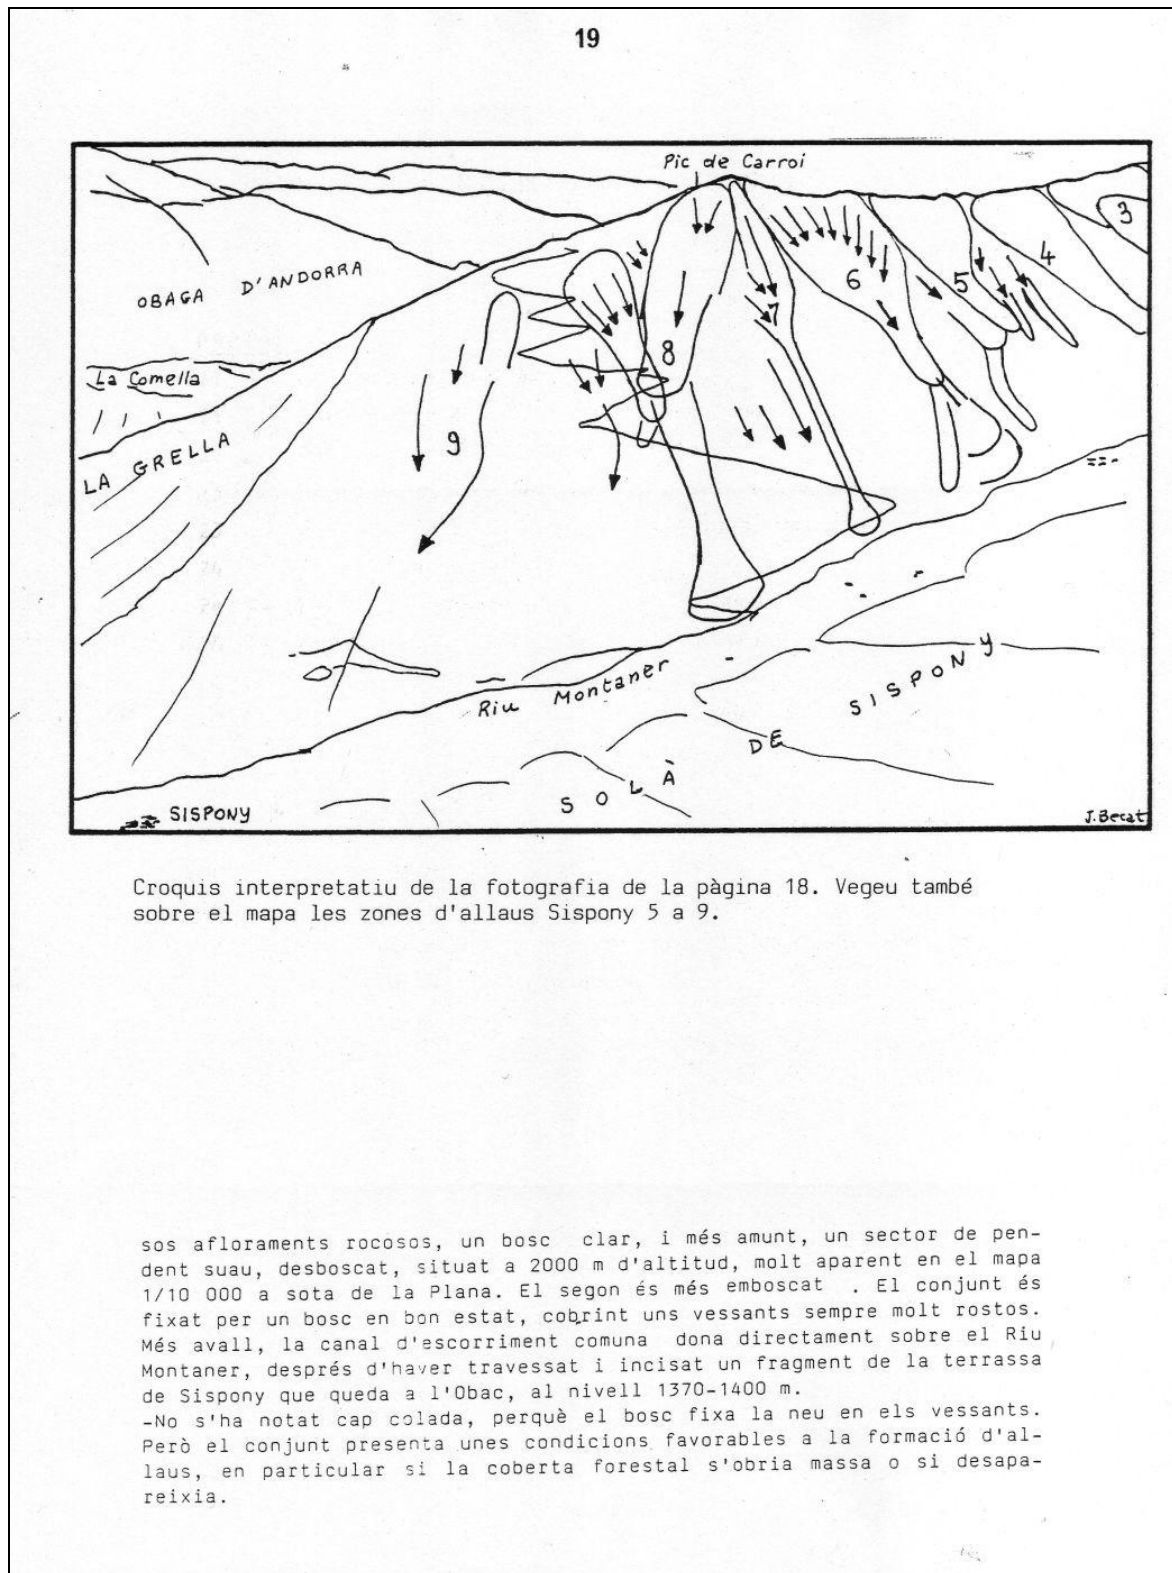 19
Pic de Carroi
3
4
5
6
7
8
9
OBAGA D'ANDORRA
La Comella
LA GRELLA
Riu Montaner
SOLÀ DE SISPONY
SISPONY
J. Becat
Croquis interpretatiu de la fotografia de la pàgina 18. Vegeu també
sobre el mapa les zones d'allaus Sispony 5 a 9.
sos afloraments rocosos, un bosc clar, i més amunt, un sector de pen-
dent suau, desboscat, situat a 2000 m d'altitud, molt aparent en el mapa
1/10 000 a sota de la Plana. El segon és més emboscat . El conjunt és
fixat per un bosc en bon estat, cobrint uns vessants sempre molt rostos.
Més avall, la canal d'escorriment comuna dona directament sobre el Riu
Montaner, després d'haver travessat i incisat un fragment de la terrassa
de Sispony que queda a l'Obac, al nivell 1370-1400 m.
-No s'ha notat cap colada, perquè el bosc fixa la neu en els vessants.
Però el conjunt presenta unes condicions favorables a la formació d'al-
laus, en particular si la coberta forestal s'obria massa o si desapa-
reixia.